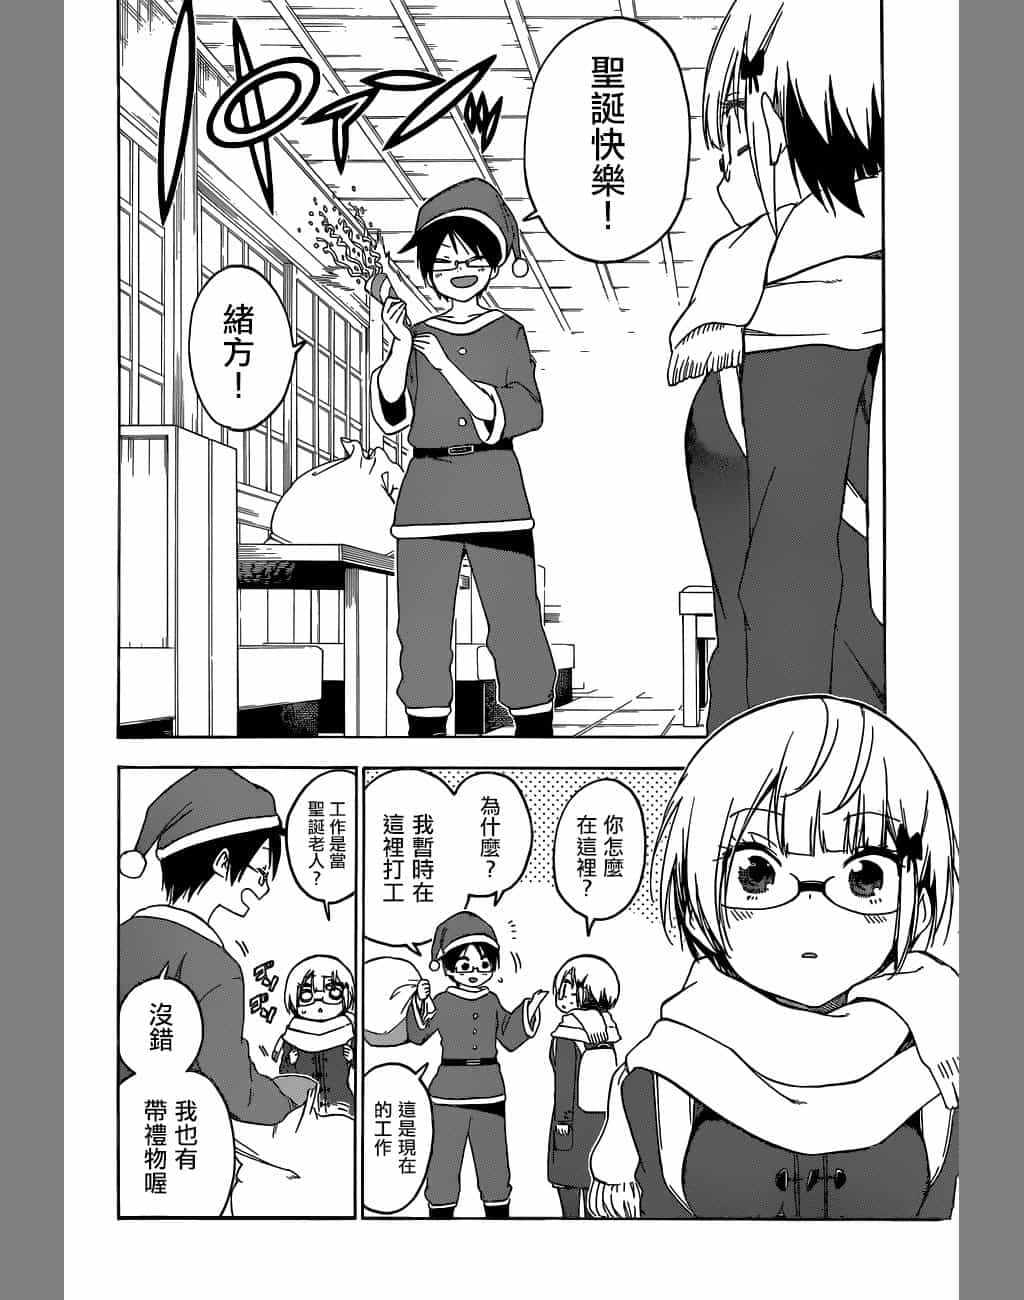 聖誕快樂！
緒方！
你怎麼
在這裡？
為什麼？
我暫時在
這裡打工
這是現在
的工作
工作是當
聖誕老人？
沒錯
我也有
帶禮物喔